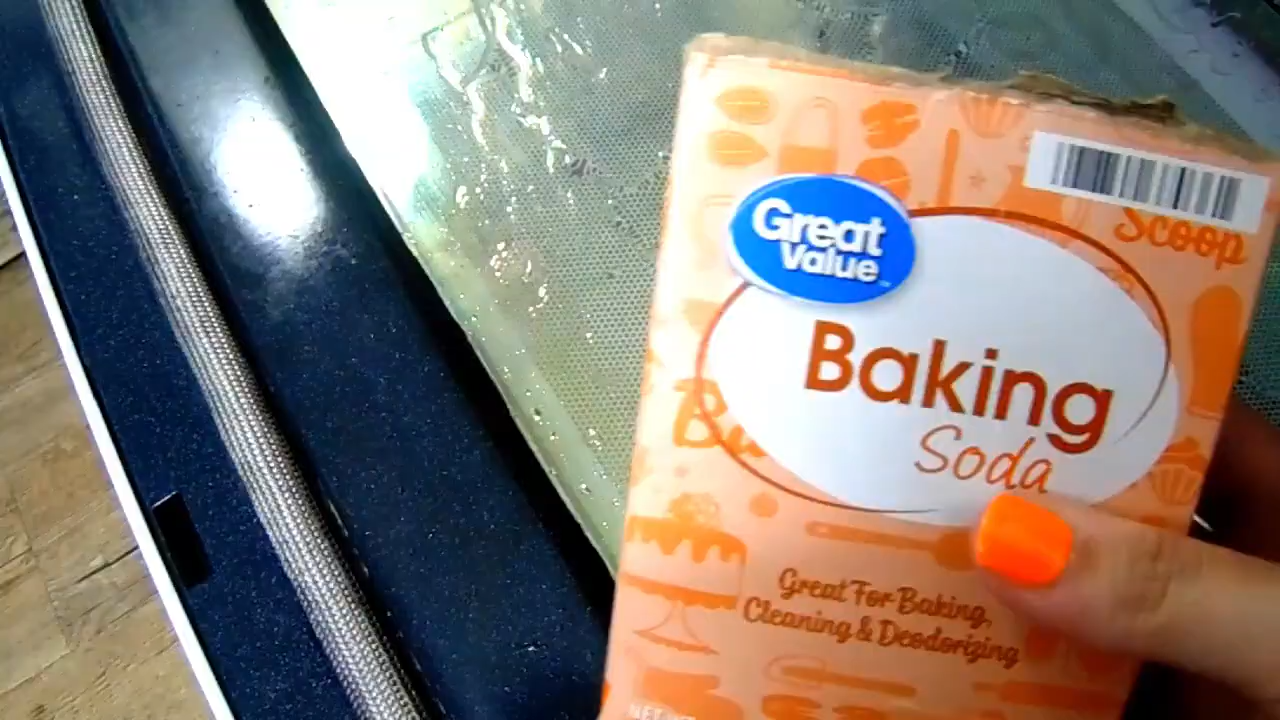 Great
Value
Scoop
Baking
Soda
Great For Baking,
Cleaning & Deodorizing